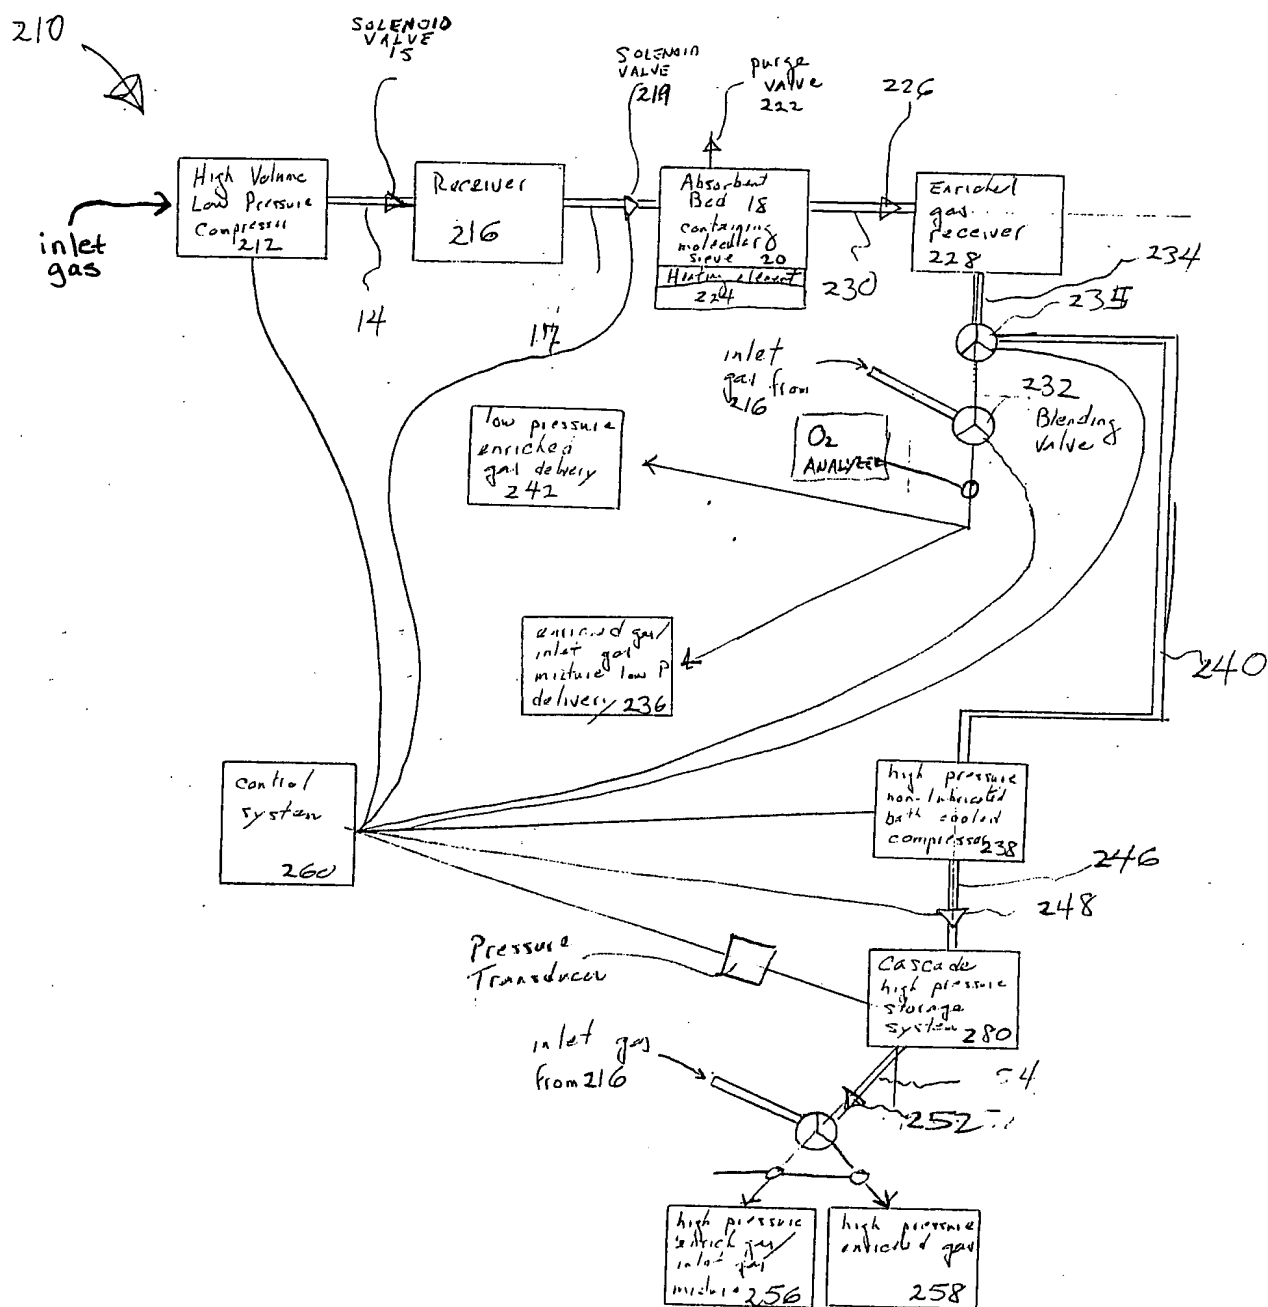 210
SOLENOID
VALVE
15
SOLENOID
VALVE
219
purge
valve
222
226
High Volume
Low Pressure
Compressor
212
Receiver
216
Absorbent
Bed 18
containing
molecular
sieve 20
Heating element
224
Enriched
gas
receiver
228
inlet
gas
14
17
230
234
235
inlet
gas from
216
232
Blending
valve
O2
ANALYZER
low pressure
enriched
gas delivery
242
enriched gas/
inlet gas
mixture low P
delivery 236
240
control
system
260
high pressure
non-lubricated
bath cooled
compressor 238
246
248
Pressure
Transducer
Cascade
high pressure
storage
system 280
inlet gas
from 216
54
252
high pressure
enrich gas/
inlet gas
mixture 256
high pressure
enriched gas
258